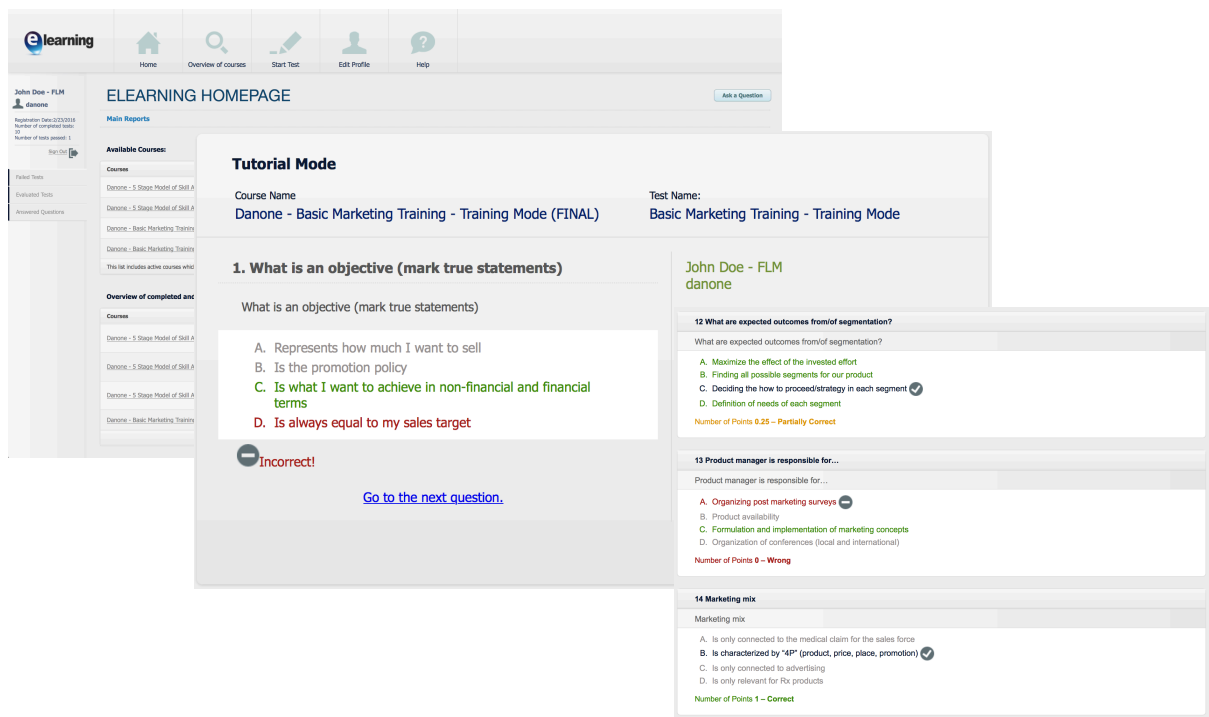 elearning
Home
Overview of courses
Start Test
Edit Profile
Help
John Doe - FLM
danone
Registration Date:2/23/2016
Number of completed tests:
10
Number of tests passed: 1
Sign Out
Failed Tests
Evaluated Tests
Answered Questions
ELEARNING HOMEPAGE
Ask a Question
Main Reports
Available Courses:
Courses
Danone - 5 Stage Model of Skill A
Danone - 5 Stage Model of Skill A
Danone - Basic Marketing Training
Danone - Basic Marketing Training
This list includes active courses whic
Overview of completed and
Courses
Danone - 5 Stage Model of Skill A
Danone - 5 Stage Model of Skill A
Danone - 5 Stage Model of Skill A
Danone - Basic Marketing Training
Tutorial Mode
Course Name
Danone - Basic Marketing Training - Training Mode (FINAL)
Test Name:
Basic Marketing Training - Training Mode
1. What is an objective (mark true statements)
What is an objective (mark true statements)
A. Represents how much I want to sell
B. Is the promotion policy
C. Is what I want to achieve in non-financial and financial
terms
D. Is always equal to my sales target
Incorrect!
Go to the next question.
John Doe - FLM
danone
12 What are expected outcomes from/of segmentation?
What are expected outcomes from/of segmentation?
A. Maximize the effect of the invested effort
B. Finding all possible segments for our product
C. Deciding the how to proceed/strategy in each segment
D. Definition of needs of each segment
Number of Points 0.25 – Partially Correct
13 Product manager is responsible for…
Product manager is responsible for…
A. Organizing post marketing surveys
B. Product availability
C. Formulation and implementation of marketing concepts
D. Organization of conferences (local and international)
Number of Points 0 – Wrong
14 Marketing mix
Marketing mix
A. Is only connected to the medical claim for the sales force
B. Is characterized by "4P" (product, price, place, promotion)
C. Is only connected to advertising
D. Is only relevant for Rx products
Number of Points 1 – Correct